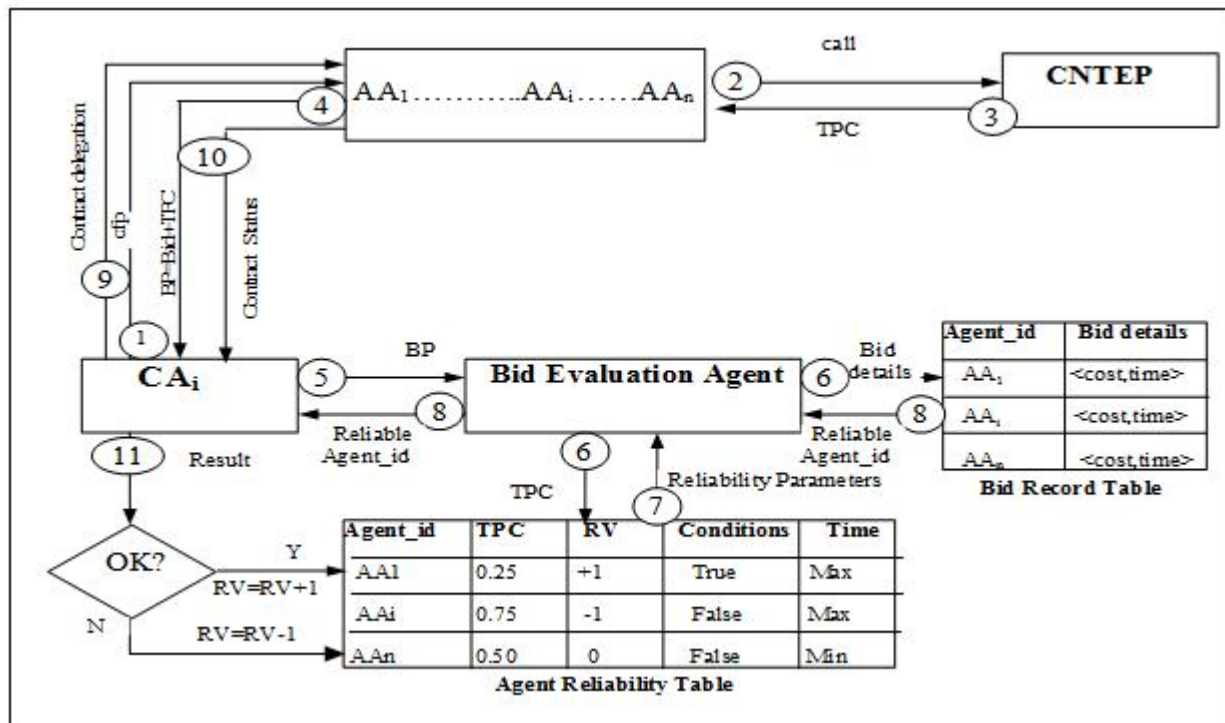 call
CNTEP
AA1…………..AAi……AAn
2
3
4
TPC
10
Contract delegation
cfp
BP=Bid+TPC
Contract Status
9
1
CAi
5
BP
Bid Evaluation Agent
6
Bid
details
8
Reliable
Agent_id
8
Reliable
Agent_id
Agent_id Bid details
AA1 <cost,time>
AAi <cost,time>
AAn <cost,time>
Bid Record Table
11
Result
6
TPC
7
Reliability Parameters
OK?
Y
RV=RV+1
N
RV=RV-1
Agent_id TPC RV Conditions Time
AA1 0.25 +1 True Max
AAi 0.75 -1 False Max
AAn 0.50 0 False Min
Agent Reliability Table